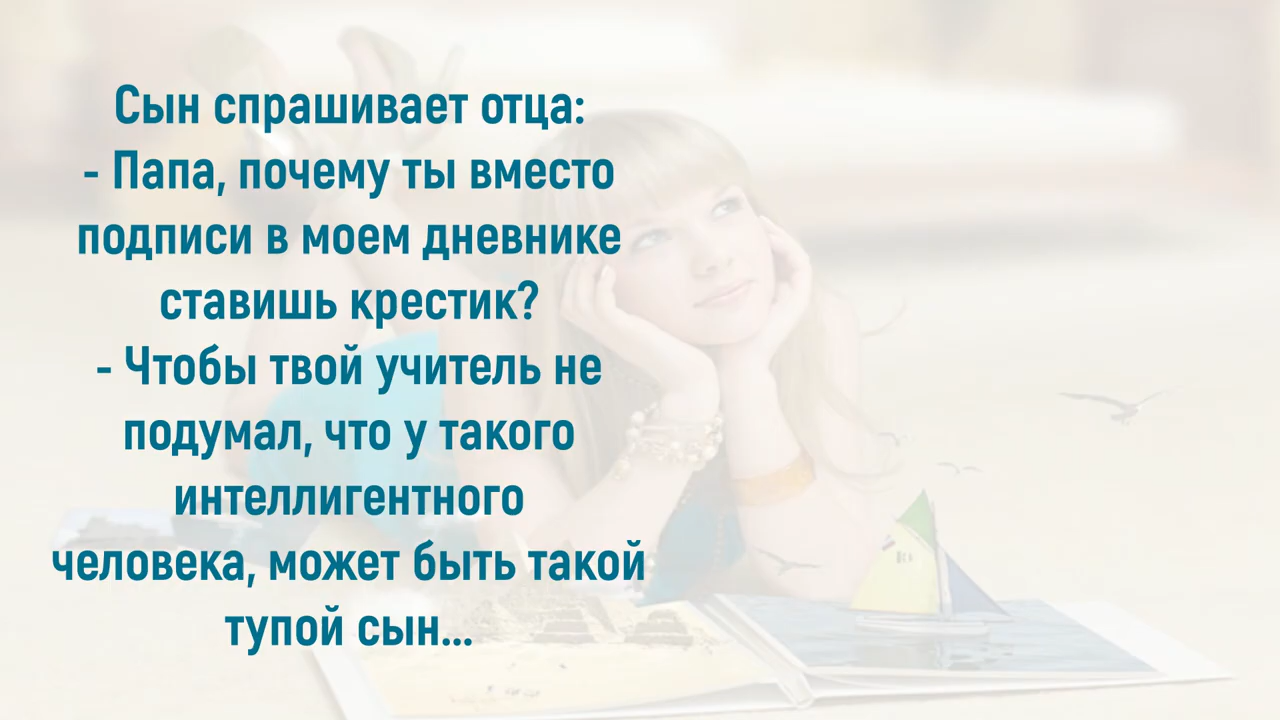 Сын спрашивает отца:
- Папа, почему ты вместо
подписи в моем дневнике
ставишь крестик?
- Чтобы твой учитель не
подумал, что у такого
интеллигентного
человека, может быть такой
тупой сын...